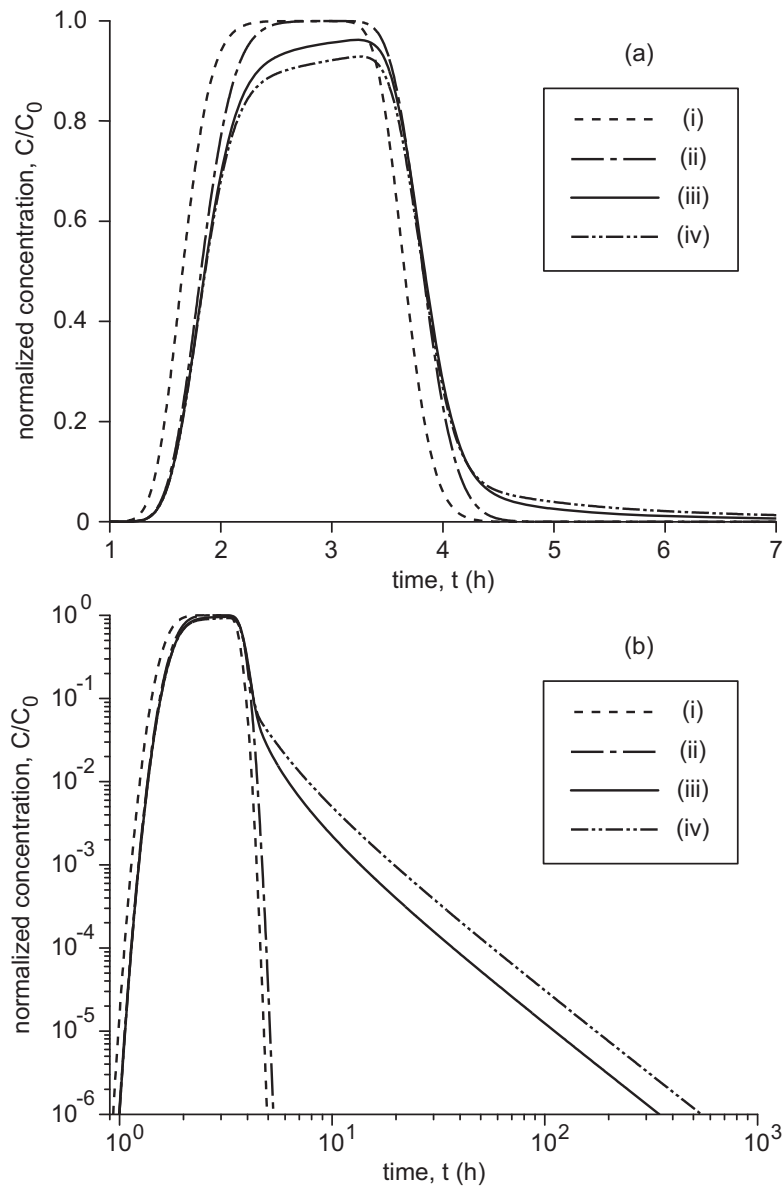 (a)
1.0
0.8
0.6
0.4
0.2
0
normalized concentration, C/C0
(i)
(ii)
(iii)
(iv)
1 2 3 4 5 6 7
time, t (h)
(b)
10^0
10^-1
10^-2
10^-3
10^-4
10^-5
10^-6
normalized concentration, C/C0
(i)
(ii)
(iii)
(iv)
10^0 10^1 10^2 10^3
time, t (h)